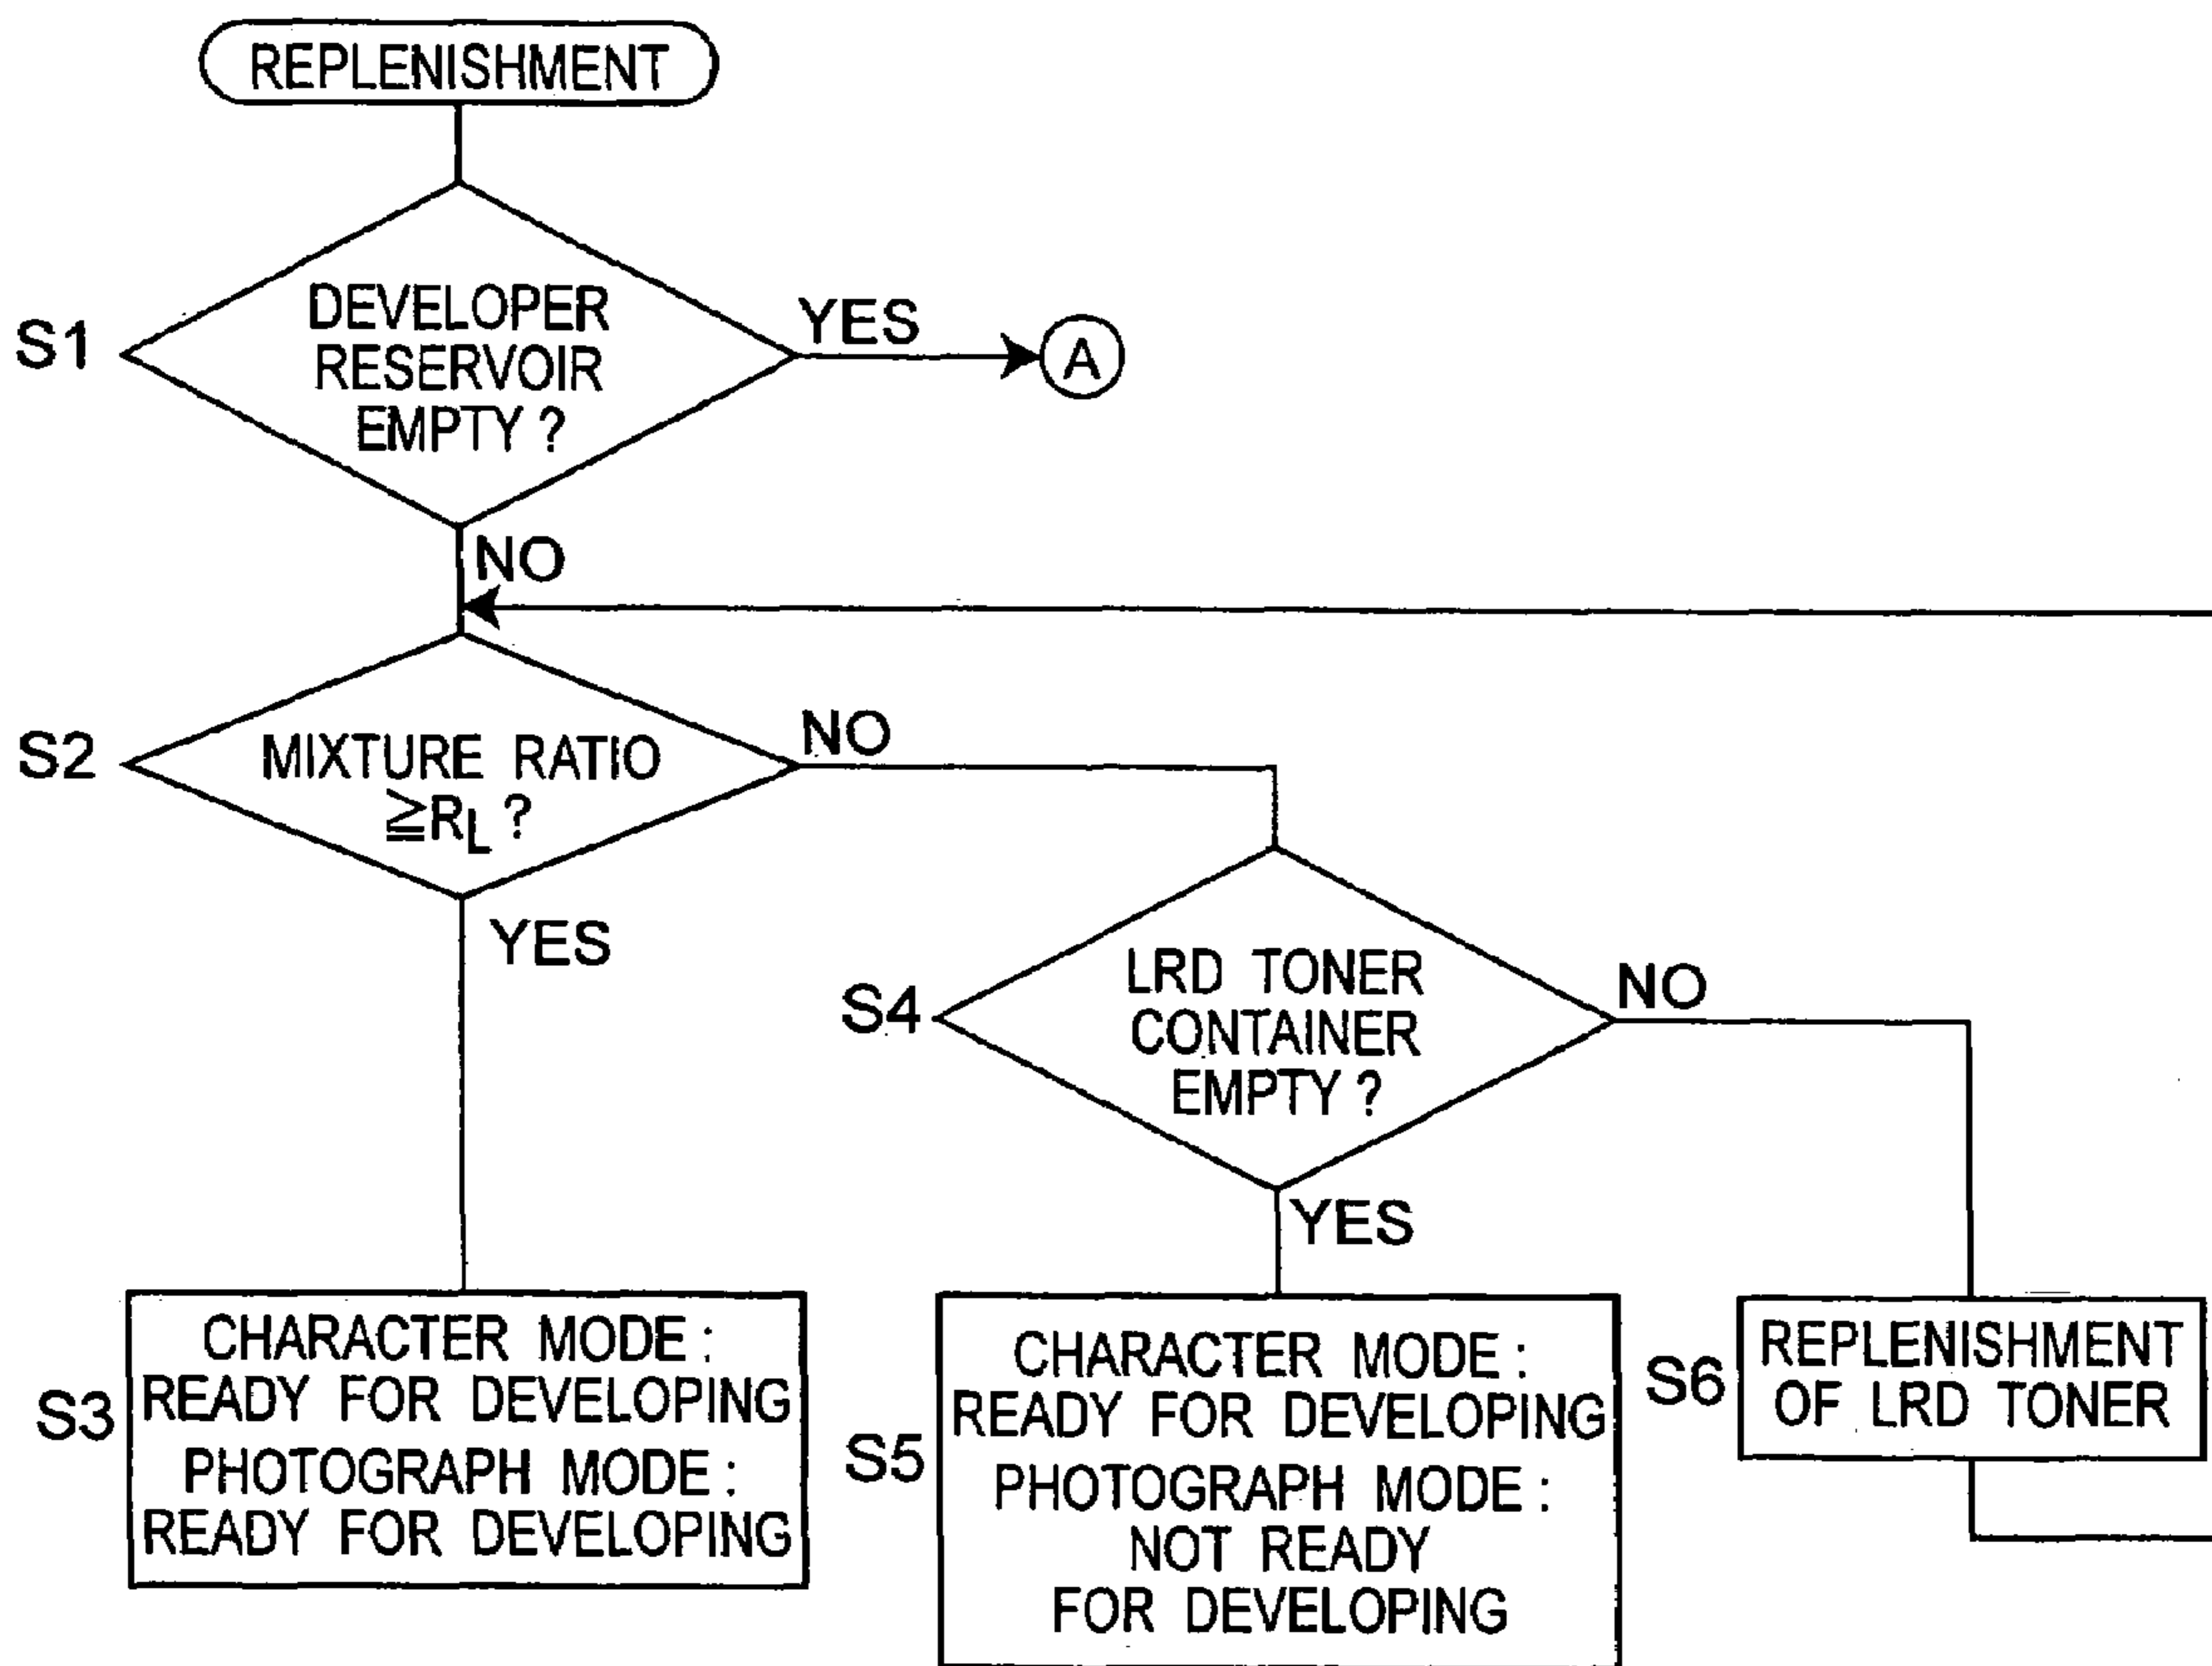 REPLENISHMENT
S1
DEVELOPER
RESERVOIR
EMPTY ?
YES
A
NO
S2
MIXTURE RATIO
≧RL ?
NO
YES
S4
LRD TONER
CONTAINER
EMPTY ?
NO
YES
S3
CHARACTER MODE :
READY FOR DEVELOPING
PHOTOGRAPH MODE :
READY FOR DEVELOPING
S5
CHARACTER MODE :
READY FOR DEVELOPING
PHOTOGRAPH MODE :
NOT READY
FOR DEVELOPING
S6
REPLENISHMENT
OF LRD TONER